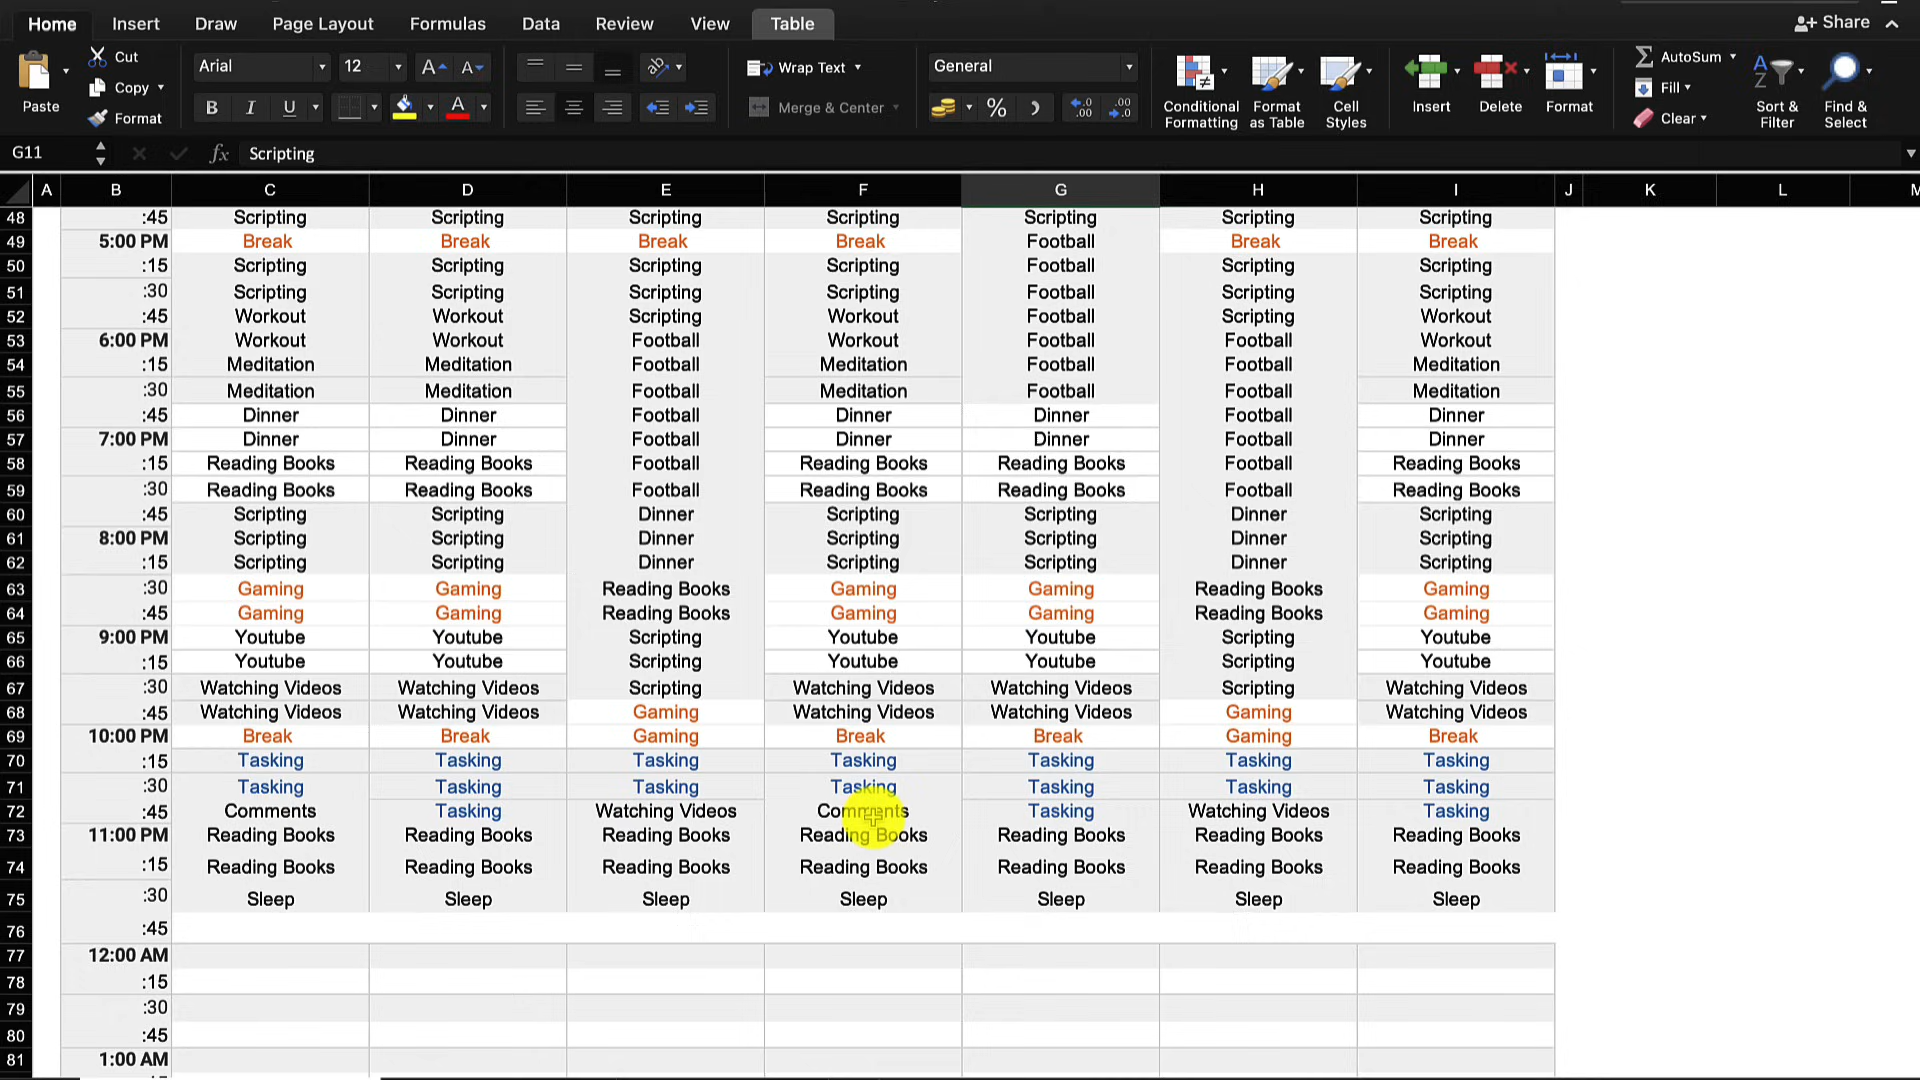 Home Insert Draw Page Layout Formulas Data Review View Table Share
Paste
Cut
Copy
Format
Arial 12
A A
B I U A
Wrap Text
Merge & Center
General
%
Conditional Formatting
Format as Table
Cell Styles
Insert
Delete
Format
AutoSum
Fill
Clear
Sort & Filter
Find & Select
G11 fx Scripting
A B C D E F G H I J K L M
48 :45 Scripting Scripting Scripting Scripting Scripting Scripting Scripting
49 5:00 PM Break Break Break Break Football Break Break
50 :15 Scripting Scripting Scripting Scripting Football Scripting Scripting
51 :30 Scripting Scripting Scripting Scripting Football Scripting Scripting
52 :45 Workout Workout Scripting Workout Football Scripting Workout
53 6:00 PM Workout Workout Football Workout Football Football Workout
54 :15 Meditation Meditation Football Meditation Football Football Meditation
55 :30 Meditation Meditation Football Meditation Football Football Meditation
56 :45 Dinner Dinner Football Dinner Dinner Football Dinner
57 7:00 PM Dinner Dinner Football Dinner Dinner Football Dinner
58 :15 Reading Books Reading Books Football Reading Books Reading Books Football Reading Books
59 :30 Reading Books Reading Books Football Reading Books Reading Books Football Reading Books
60 :45 Scripting Scripting Dinner Scripting Scripting Dinner Scripting
61 8:00 PM Scripting Scripting Dinner Scripting Scripting Dinner Scripting
62 :15 Scripting Scripting Dinner Scripting Scripting Dinner Scripting
63 :30 Gaming Gaming Reading Books Gaming Gaming Reading Books Gaming
64 :45 Gaming Gaming Reading Books Gaming Gaming Reading Books Gaming
65 9:00 PM Youtube Youtube Scripting Youtube Youtube Scripting Youtube
66 :15 Youtube Youtube Scripting Youtube Youtube Scripting Youtube
67 :30 Watching Videos Watching Videos Scripting Watching Videos Watching Videos Scripting Watching Videos
68 :45 Watching Videos Watching Videos Gaming Watching Videos Watching Videos Gaming Watching Videos
69 10:00 PM Break Break Gaming Break Break Gaming Break
70 :15 Tasking Tasking Tasking Tasking Tasking Tasking Tasking
71 :30 Tasking Tasking Tasking Tasking Tasking Tasking Tasking
72 :45 Comments Tasking Watching Videos Comments Tasking Watching Videos Tasking
73 11:00 PM Reading Books Reading Books Reading Books Reading Books Reading Books Reading Books Reading Books
74 :15 Reading Books Reading Books Reading Books Reading Books Reading Books Reading Books Reading Books
75 :30 Sleep Sleep Sleep Sleep Sleep Sleep Sleep
76 :45
77 12:00 AM
78 :15
79 :30
80 :45
81 1:00 AM